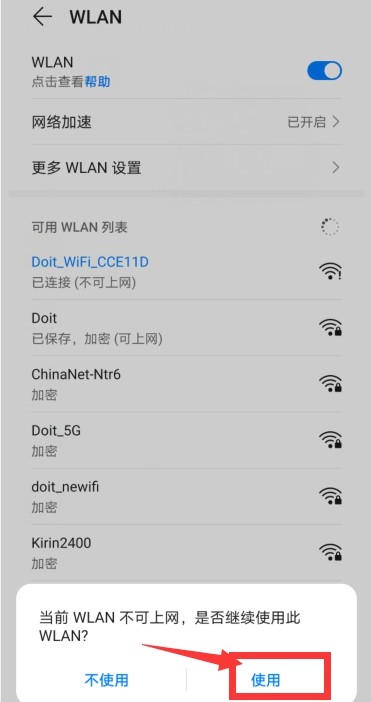 WLAN
WLAN
点击查看帮助
网络加速 已开启
更多 WLAN 设置
可用 WLAN 列表
Doit_WiFi_CCE11D
已连接 (不可上网)
Doit
已保存，加密 (可上网)
ChinaNet-Ntr6
加密
Doit_5G
加密
doit_newifi
加密
Kirin2400
加密
当前 WLAN 不可上网，是否继续使用此
WLAN?
不使用 使用